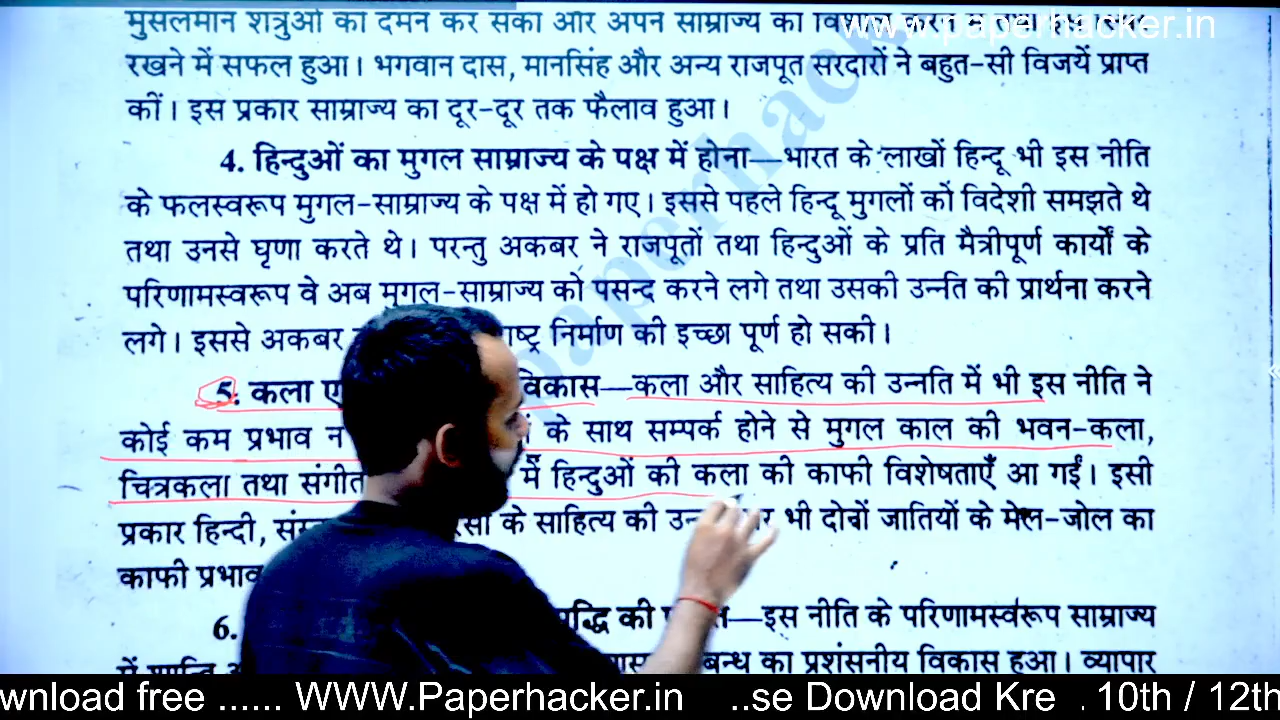 मुसलमान शत्रुओं का दमन कर सका और अपने साम्राज्य का
www.paperhacker.in
रखने में सफल हुआ। भगवान दास, मानसिंह और अन्य राजपूत सरदारों ने बहुत-सी विजयें प्राप्त
कीं। इस प्रकार साम्राज्य का दूर-दूर तक फैलाव हुआ।
4. हिन्दुओं का मुगल साम्राज्य के पक्ष में होना—भारत के लाखों हिन्दू भी इस नीति
के फलस्वरूप मुगल-साम्राज्य के पक्ष में हो गए। इससे पहले हिन्दू मुगलों को विदेशी समझते थे
तथा उनसे घृणा करते थे। परन्तु अकबर ने राजपूतों तथा हिन्दुओं के प्रति मैत्रीपूर्ण कार्यों के
परिणामस्वरूप वे अब मुगल-साम्राज्य को पसन्द करने लगे तथा उसकी उन्नति की प्रार्थना करने
लगे। इससे अकबर निर्माण की इच्छा पूर्ण हो सकी।
5. कला विकास—कला और साहित्य की उन्नति में भी इस नीति ने
कोई कम प्रभाव के साथ सम्पर्क होने से मुगल काल की भवन-कला,
चित्रकला तथा संगीत में हिन्दुओं की कला की काफी विशेषताएँ आ गईं। इसी
प्रकार हिन्दी, के साहित्य की भी दोनों जातियों के मेल-जोल का
काफी प्रभाव
6. की —इस नीति के परिणामस्वरूप साम्राज्य
का प्रशंसनीय विकास हुआ। व्यापार
paperhack
wnload free ...... WWW.Paperhacker.in ..se Download Kre . 10th / 12th